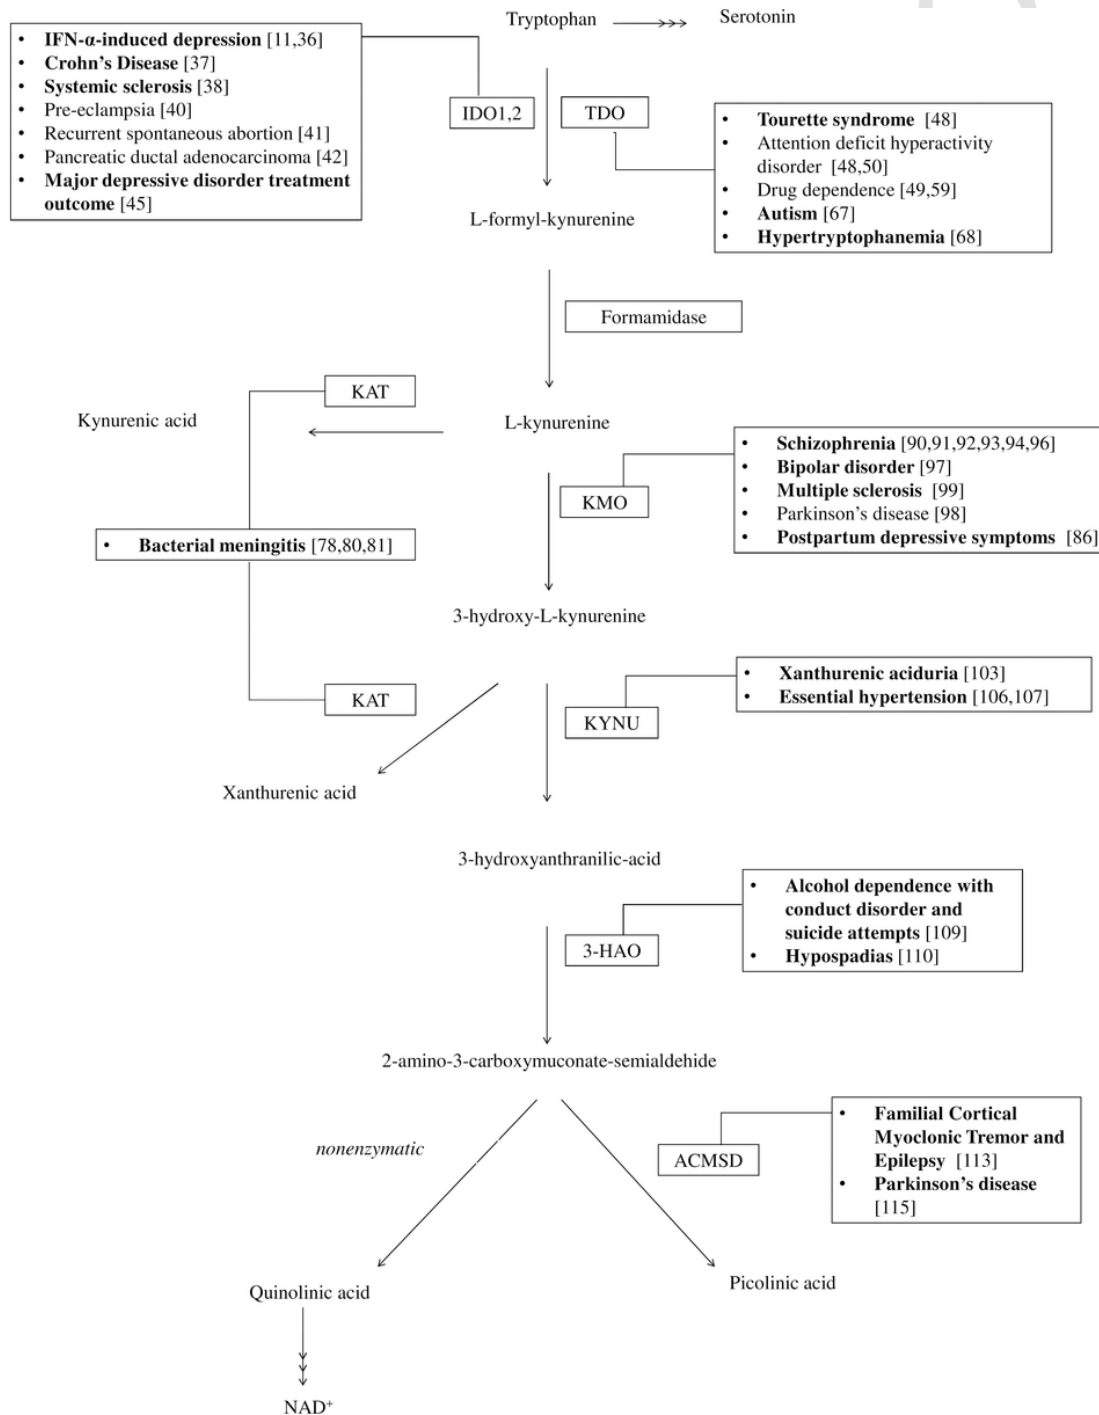 Tryptophan
Serotonin
• IFN-α-induced depression [11,36]
• Crohn's Disease [37]
• Systemic sclerosis [38]
• Pre-eclampsia [40]
• Recurrent spontaneous abortion [41]
• Pancreatic ductal adenocarcinoma [42]
• Major depressive disorder treatment
outcome [45]
IDO1,2
TDO
• Tourette syndrome [48]
• Attention deficit hyperactivity
disorder [48,50]
• Drug dependence [49,59]
• Autism [67]
• Hypertryptophanemia [68]
L-formyl-kynurenine
Formamidase
KAT
Kynurenic acid
L-kynurenine
• Schizophrenia [90,91,92,93,94,96]
• Bipolar disorder [97]
• Multiple sclerosis [99]
• Parkinson's disease [98]
• Postpartum depressive symptoms [86]
KMO
• Bacterial meningitis [78,80,81]
3-hydroxy-L-kynurenine
• Xanthurenic aciduria [103]
• Essential hypertension [106,107]
KAT
KYNU
Xanthurenic acid
3-hydroxyanthranilic-acid
• Alcohol dependence with
conduct disorder and
suicide attempts [109]
• Hypospadias [110]
3-HAO
2-amino-3-carboxymuconate-semialdehide
nonenzymatic
ACMSD
• Familial Cortical
Myoclonic Tremor and
Epilepsy [113]
• Parkinson's disease
[115]
Quinolinic acid
Picolinic acid
NAD⁺